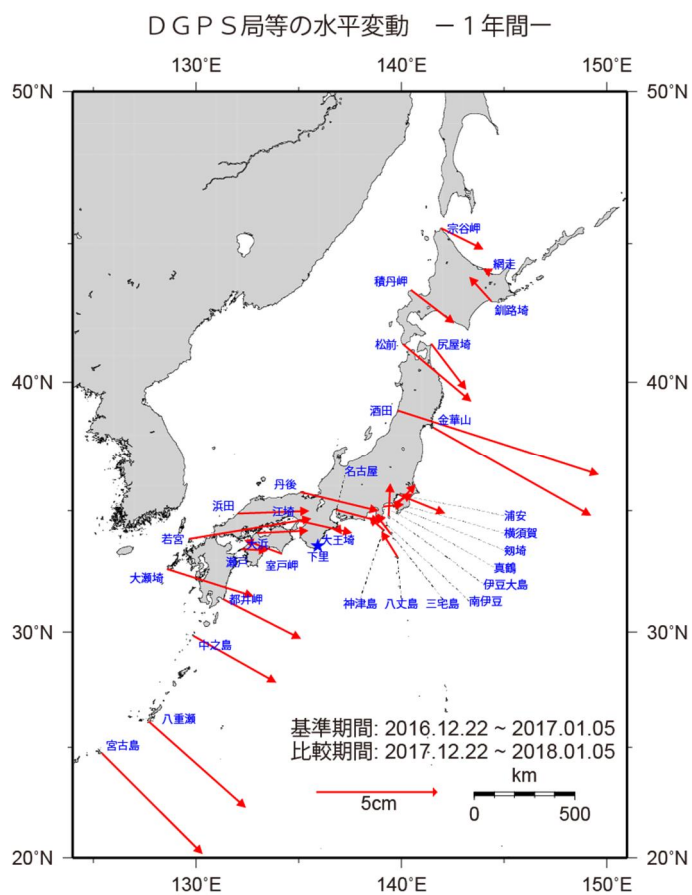 DGPS局等の水平変動 －1年間－
130°E 140°E 150°E
50°N 50°N
宗谷岬
網走
積丹岬
釧路埼
松前 尻屋埼
40°N 40°N
酒田 金華山
名古屋
丹後
浜田 江埼
浦安
若宮 大浜 大王埼 横須賀
瀬戸 室戸岬 下里 剱埼
真鶴
大瀬埼 伊豆大島
都井岬 神津島 八丈島 三宅島 南伊豆
30°N 30°N
中之島
八重瀬
宮古島
基準期間: 2016.12.22 ~ 2017.01.05
比較期間: 2017.12.22 ~ 2018.01.05
km
5cm
0 500
20°N 20°N
130°E 140°E 150°E